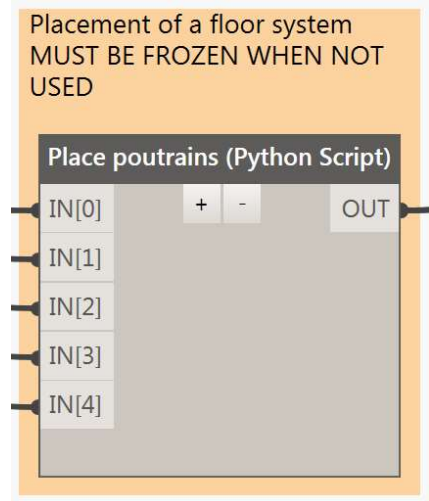 Placement of a floor system
MUST BE FROZEN WHEN NOT
USED
Place poutrains (Python Script)
IN[0] + - OUT
IN[1]
IN[2]
IN[3]
IN[4]